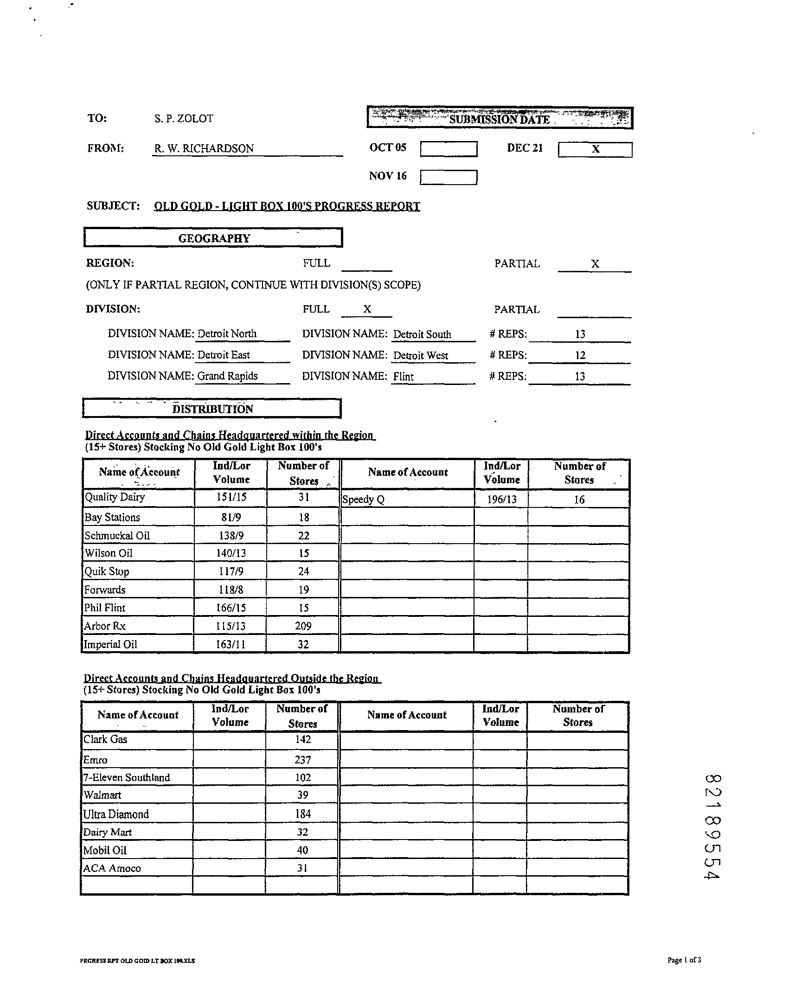 TO: S. P. ZOLOT SUBMISSION DATE
FROM: R. W. RICHARDSON OCT 05 DEC 21 X
NOV 16
SUBJECT: OLD GOLD - LIGHT BOX 100'S PROGRESS REPORT
GEOGRAPHY
REGION: FULL PARTIAL X
(ONLY IF PARTIAL REGION, CONTINUE WITH DIVISION(S) SCOPE)
DIVISION: FULL X PARTIAL
DIVISION NAME: Detroit North DIVISION NAME: Detroit South # REPS: 13
DIVISION NAME: Detroit East DIVISION NAME: Detroit West # REPS: 12
DIVISION NAME: Grand Rapids DIVISION NAME: Flint # REPS: 13
DISTRIBUTION
Direct Accounts and Chains Headquartered within the Region
(15+ Stores) Stocking No Old Gold Light Box 100's
Name of Account Ind/Lor Volume Number of Stores Name of Account Ind/Lor Volume Number of Stores
Quality Dairy 151/15 31 Speedy Q 196/13 16
Bay Stations 81/9 18
Schmuckal Oil 138/9 22
Wilson Oil 140/13 15
Quik Stop 117/9 24
Forwards 118/8 19
Phil Flint 166/15 15
Arbor Rx 115/13 209
Imperial Oil 163/11 32
Direct Accounts and Chains Headquartered Outside the Region
(15+ Stores) Stocking No Old Gold Light Box 100's
Name of Account Ind/Lor Volume Number of Stores Name of Account Ind/Lor Volume Number of Stores
Clark Gas 142
Emro 237
7-Eleven Southland 102
Walmart 39
Ultra Diamond 184
Dairy Mart 32
Mobil Oil 40
ACA Amoco 31
82189554
PRGRESS RPT OLD GOLD LT BOX 100.XLS Page 1 of 3